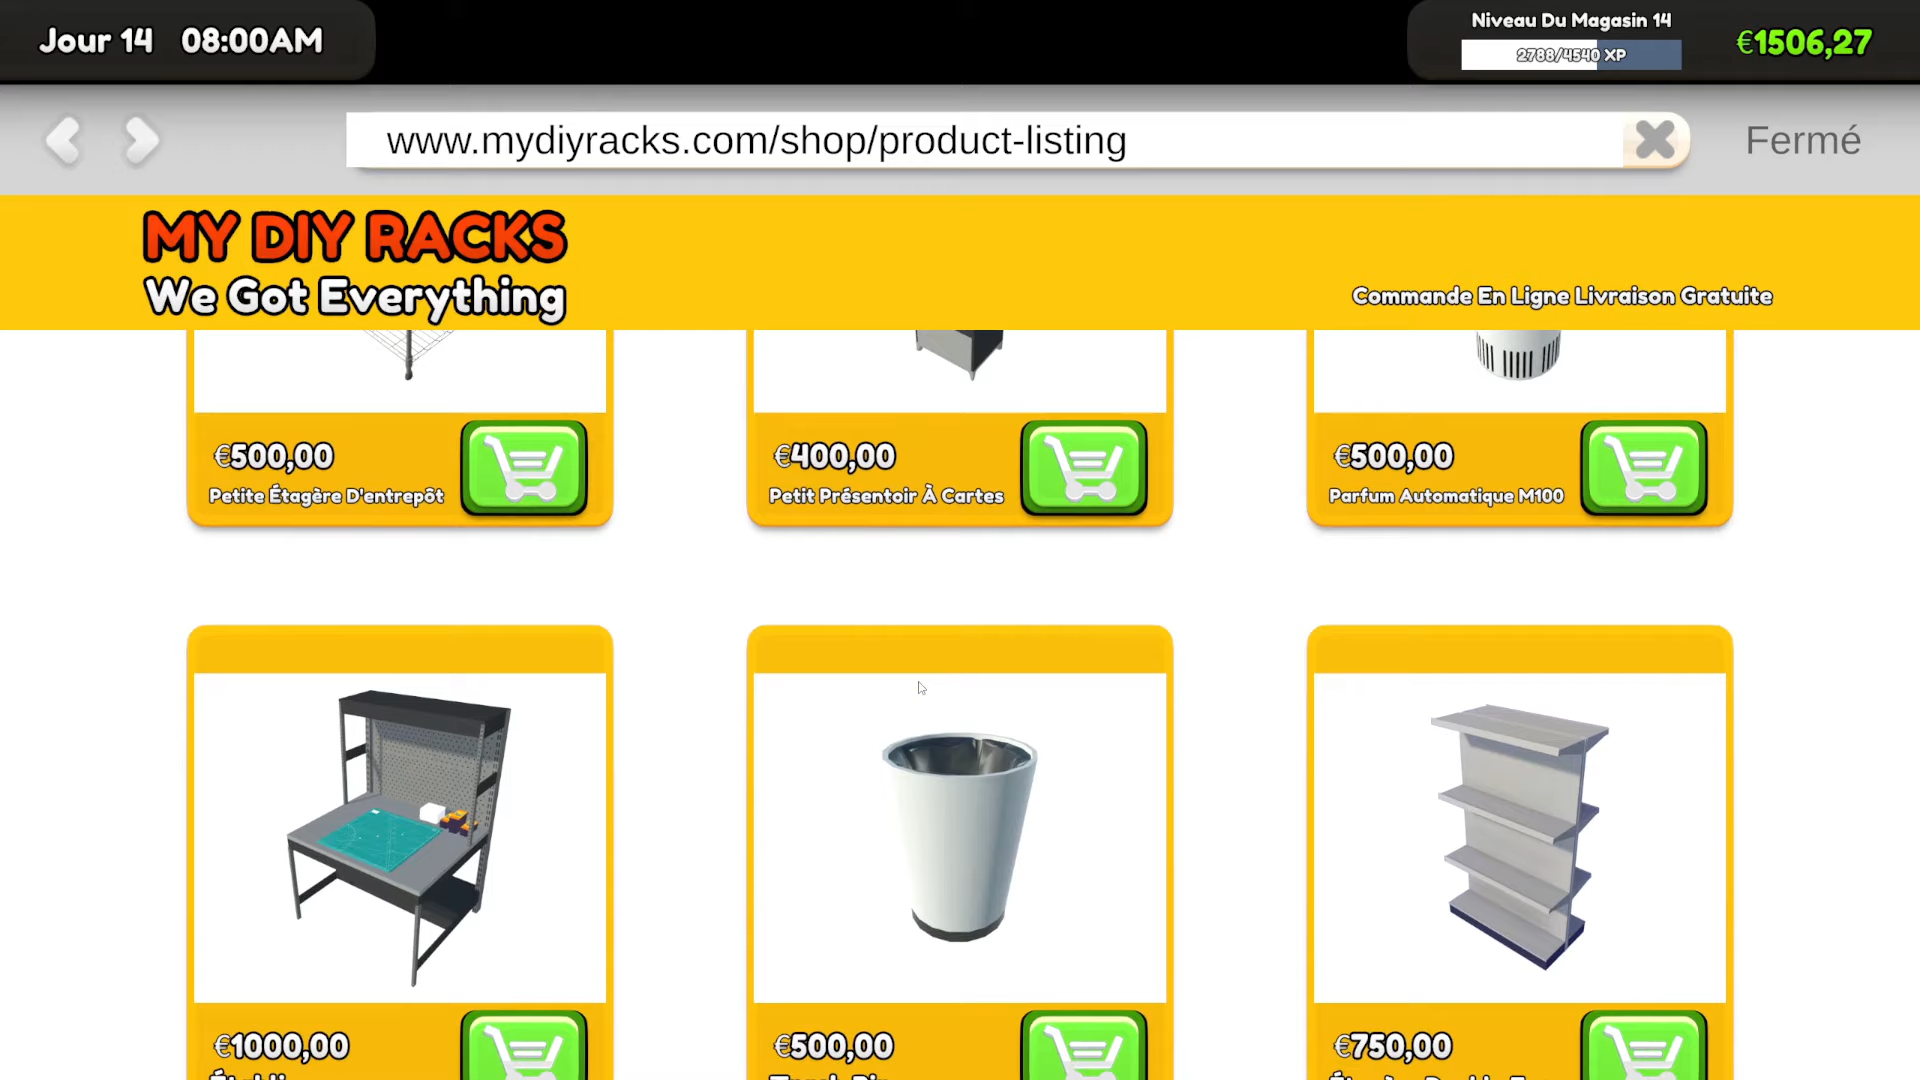 Jour 14 08:00AM
Niveau Du Magasin 14
2788/4540 XP
€1506,27
www.mydiyracks.com/shop/product-listing
Fermé
MY DIY RACKS
We Got Everything
Commande En Ligne Livraison Gratuite
€500,00
Petite Étagère D'entrepôt
€400,00
Petit Présentoir À Cartes
€500,00
Parfum Automatique M100
€1000,00
€500,00
€750,00